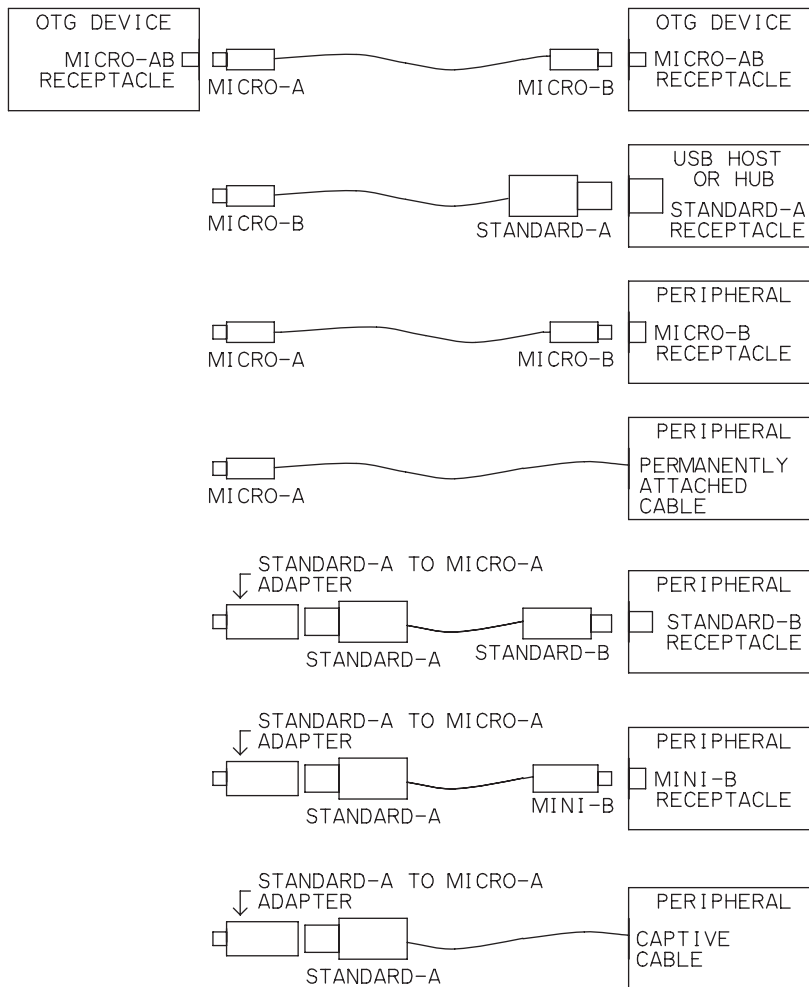 OTG DEVICE
MICRO-AB
RECEPTACLE
MICRO-A
MICRO-B
OTG DEVICE
MICRO-AB
RECEPTACLE
MICRO-B
STANDARD-A
USB HOST
OR HUB
STANDARD-A
RECEPTACLE
MICRO-A
MICRO-B
PERIPHERAL
MICRO-B
RECEPTACLE
MICRO-A
PERIPHERAL
PERMANENTLY
ATTACHED
CABLE
STANDARD-A TO MICRO-A
ADAPTER
STANDARD-A
STANDARD-B
PERIPHERAL
STANDARD-B
RECEPTACLE
STANDARD-A TO MICRO-A
ADAPTER
STANDARD-A
MINI-B
PERIPHERAL
MINI-B
RECEPTACLE
STANDARD-A TO MICRO-A
ADAPTER
STANDARD-A
PERIPHERAL
CAPTIVE
CABLE